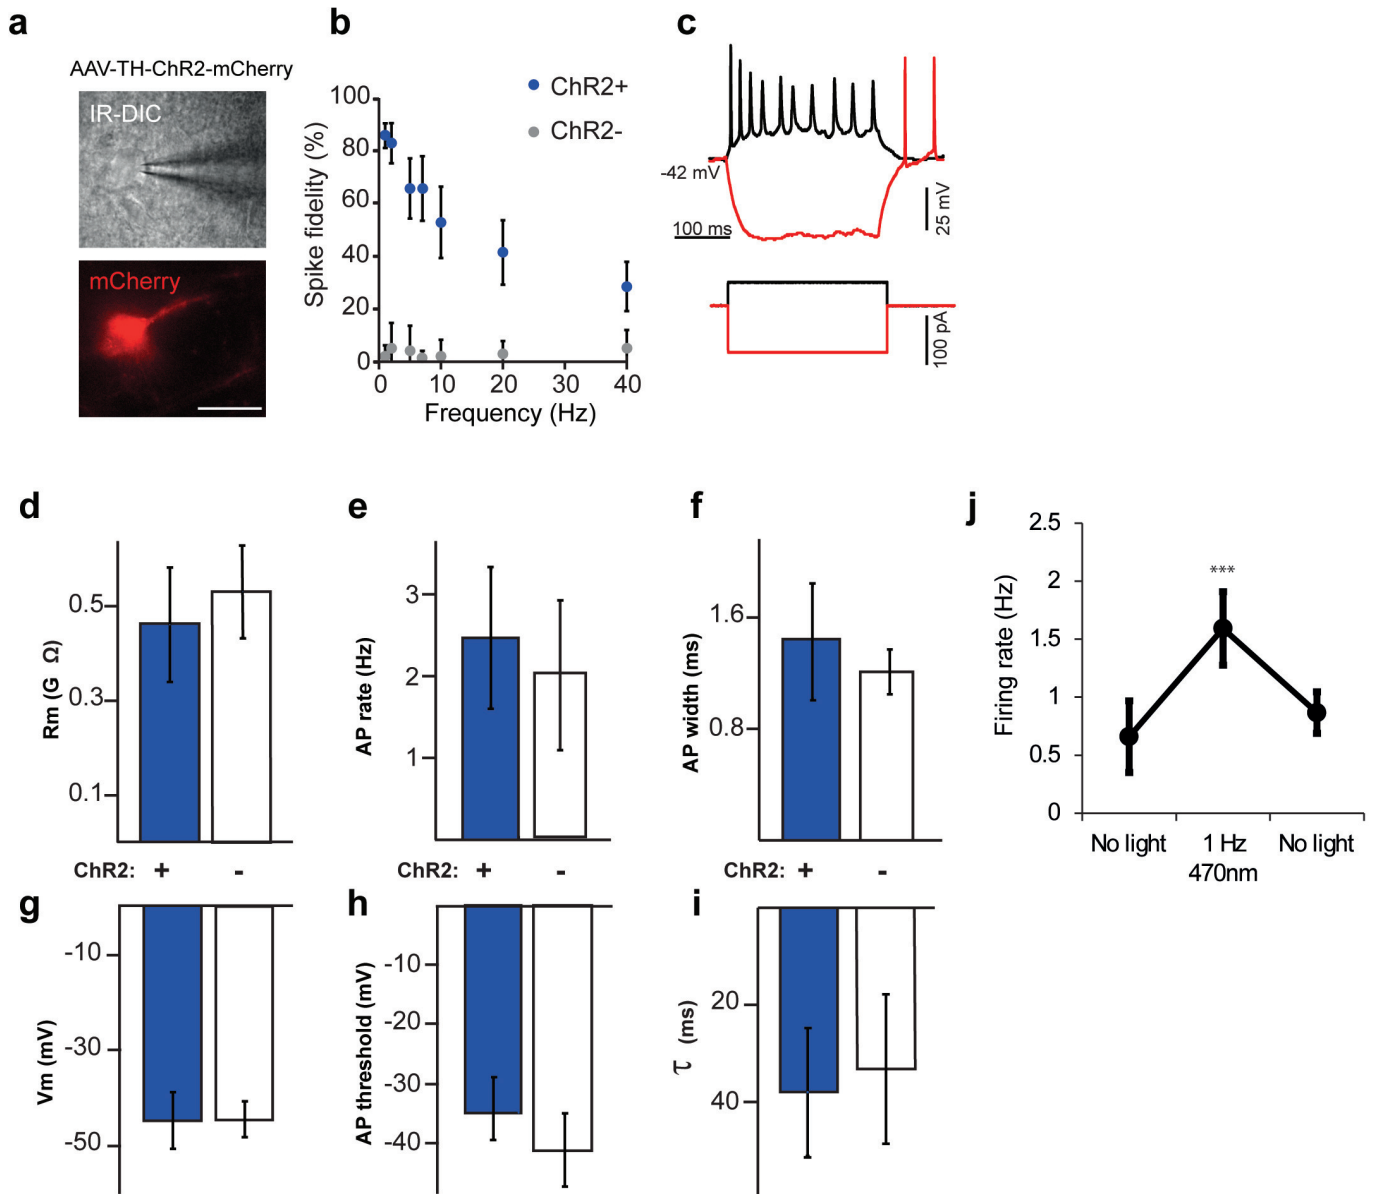 a
AAV-TH-ChR2-mCherry
IR-DIC
mCherry
b
Spike fidelity (%)
100
80
60
40
20
0
0 10 20 30 40
Frequency (Hz)
ChR2+
ChR2-
c
-42 mV
100 ms
25 mV
100 pA
d
Rm (G Ω)
0.5
0.3
0.1
ChR2: + -
e
AP rate (Hz)
3
2
1
ChR2: + -
f
AP width (ms)
1.6
0.8
ChR2: + -
g
Vm (mV)
-10
-30
-50
h
AP threshold (mV)
-10
-20
-30
-40
i
τ (ms)
20
40
j
Firing rate (Hz)
2.5
2
1.5
1
0.5
0
***
No light 1 Hz No light
470nm